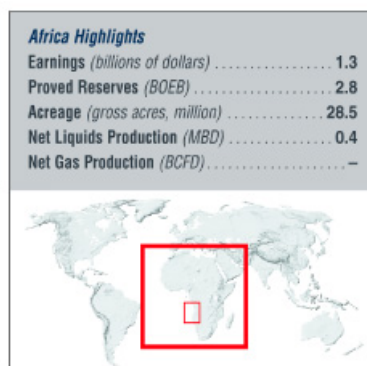 Africa Highlights
Earnings (billions of dollars) ................. 1.3
Proved Reserves (BOEB) .................... 2.8
Acreage (gross acres, million) ............... 28.5
Net Liquids Production (MBD) ............. 0.4
Net Gas Production (BCFD) ................... –